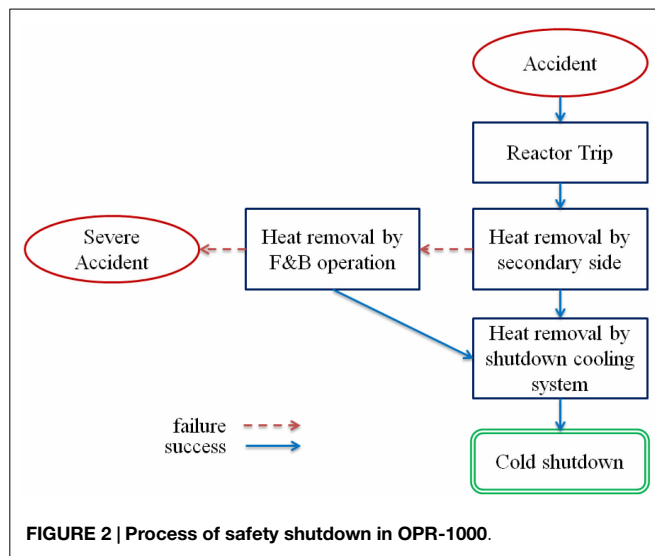 Accident
Reactor Trip
Severe
Accident
Heat removal by
F&B operation
Heat removal by
secondary side
Heat removal by
shutdown cooling
system
failure
success
Cold shutdown
FIGURE 2 | Process of safety shutdown in OPR-1000.